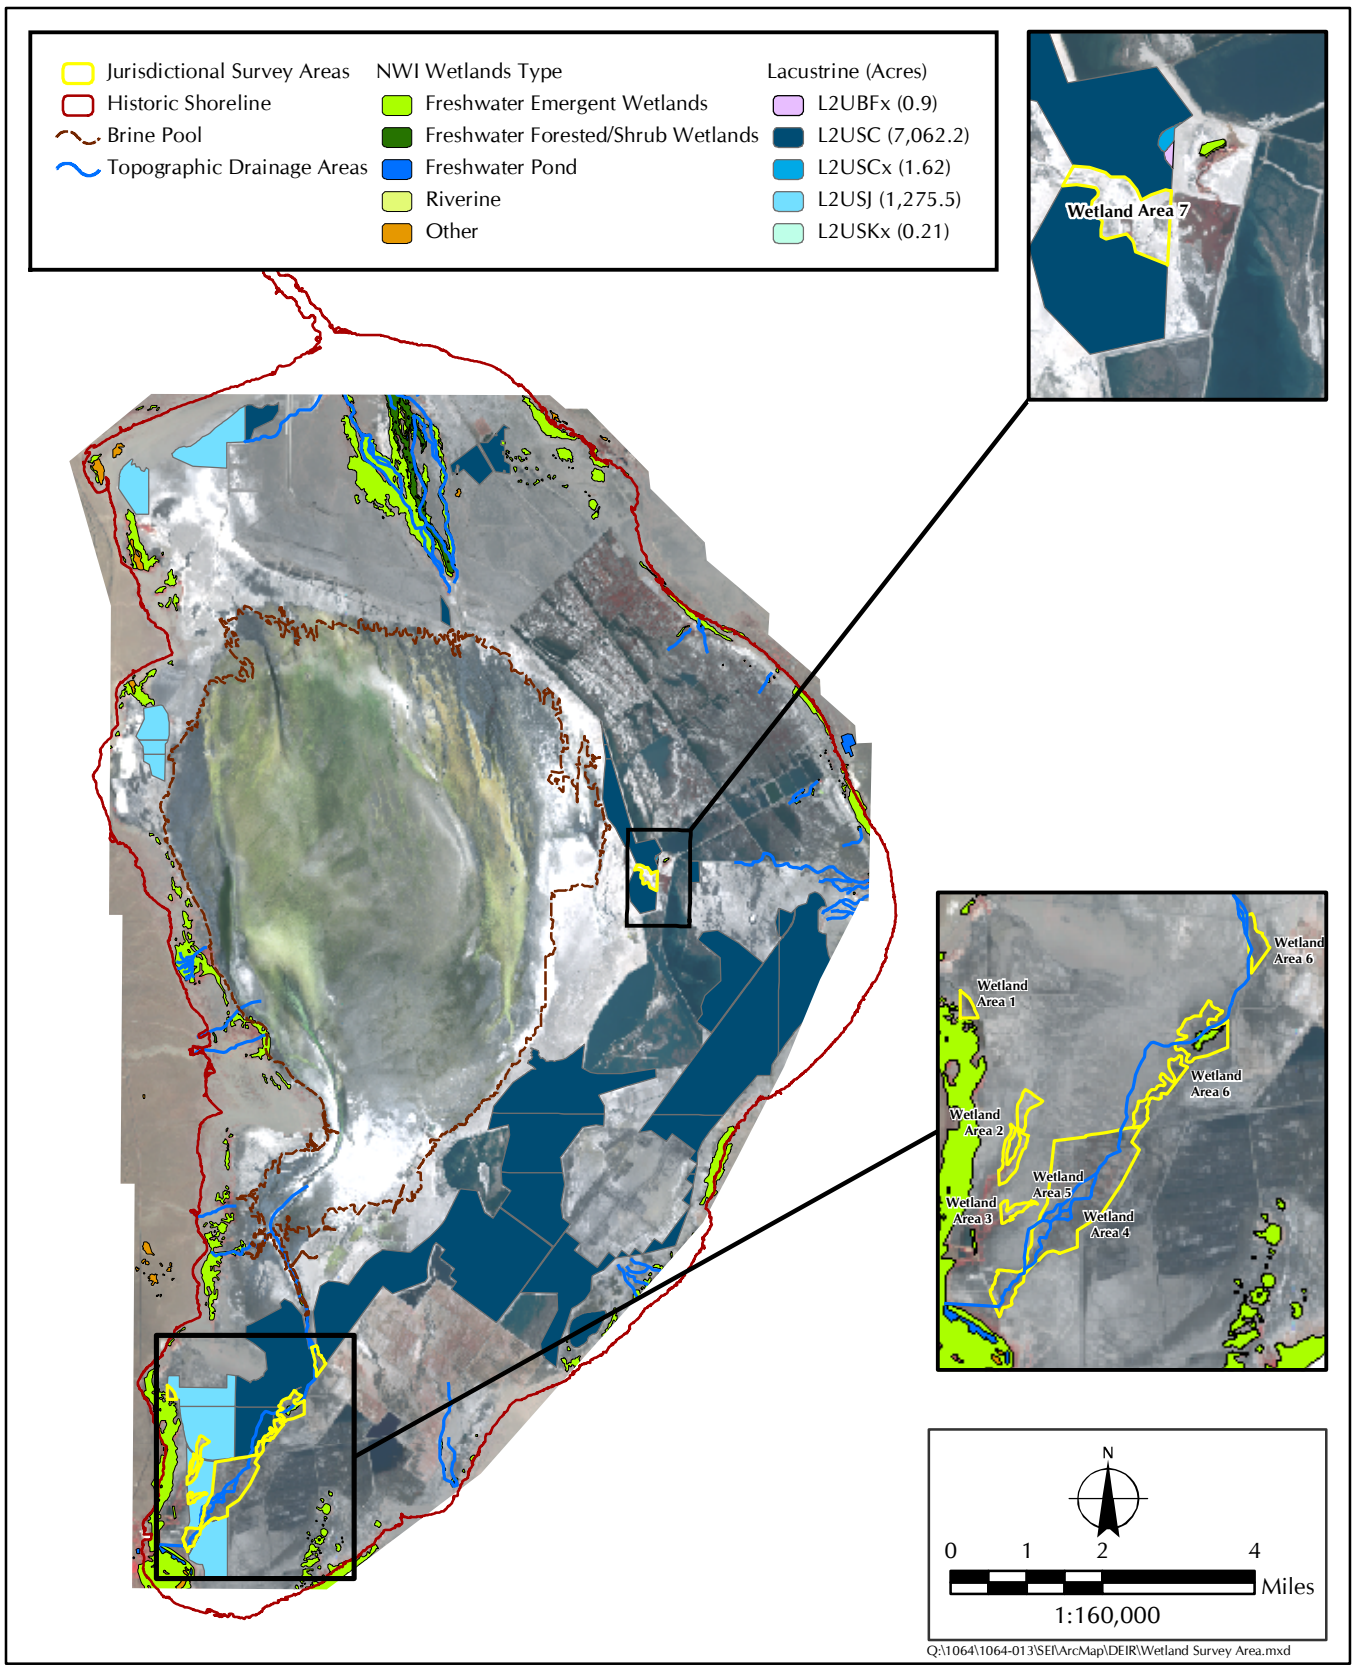 Jurisdictional Survey Areas
Historic Shoreline
Brine Pool
Topographic Drainage Areas
NWI Wetlands Type
Freshwater Emergent Wetlands
Freshwater Forested/Shrub Wetlands
Freshwater Pond
Riverine
Other
Lacustrine (Acres)
L2UBFx (0.9)
L2USC (7,062.2)
L2USCx (1.62)
L2USJ (1,275.5)
L2USKx (0.21)
Wetland Area 7
Wetland
Area 6
Wetland
Area 1
Wetland
Area 6
Wetland
Area 2
Wetland
Area 5
Wetland
Area 3
Wetland
Area 4
N
0 1 2 4
Miles
1:160,000
Q:\1064\1064-013\SEI\ArcMap\DEIR\Wetland Survey Area.mxd